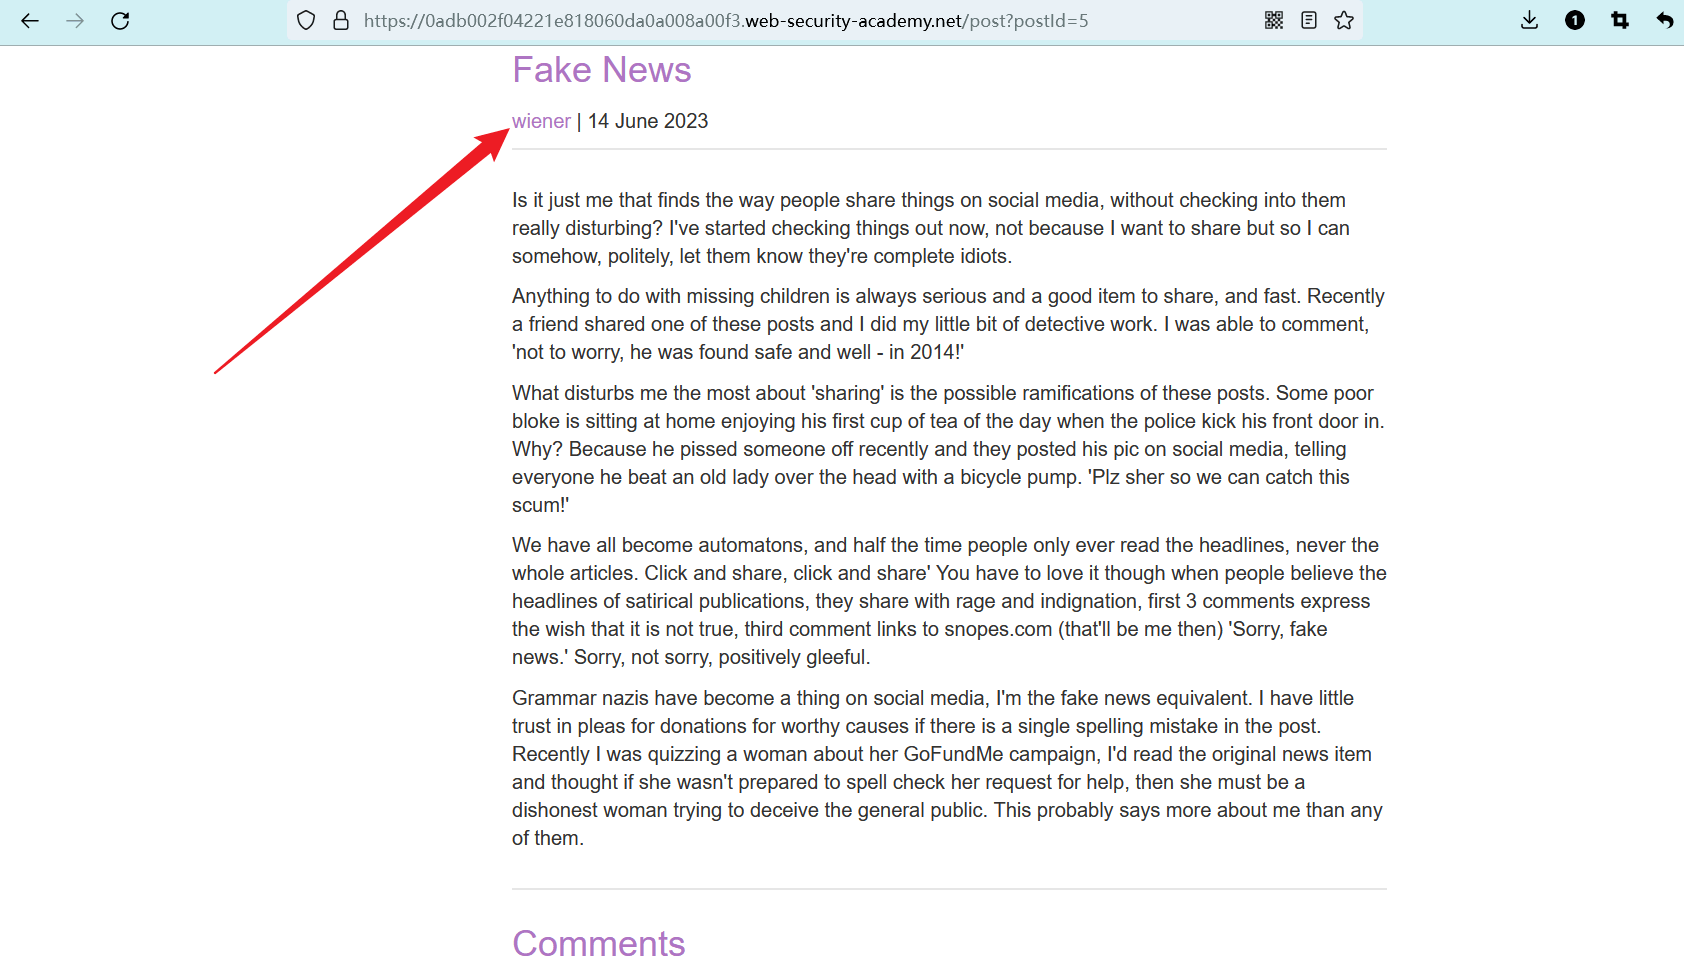 https://0adb002f04221e818060da0a008a00f3.web-security-academy.net/post?postId=5
1
Fake News
wiener | 14 June 2023
Is it just me that finds the way people share things on social media, without checking into them
really disturbing? I've started checking things out now, not because I want to share but so I can
somehow, politely, let them know they're complete idiots.
Anything to do with missing children is always serious and a good item to share, and fast. Recently
a friend shared one of these posts and I did my little bit of detective work. I was able to comment,
'not to worry, he was found safe and well - in 2014!'
What disturbs me the most about 'sharing' is the possible ramifications of these posts. Some poor
bloke is sitting at home enjoying his first cup of tea of the day when the police kick his front door in.
Why? Because he pissed someone off recently and they posted his pic on social media, telling
everyone he beat an old lady over the head with a bicycle pump. 'Plz sher so we can catch this
scum!'
We have all become automatons, and half the time people only ever read the headlines, never the
whole articles. Click and share, click and share' You have to love it though when people believe the
headlines of satirical publications, they share with rage and indignation, first 3 comments express
the wish that it is not true, third comment links to snopes.com (that'll be me then) 'Sorry, fake
news.' Sorry, not sorry, positively gleeful.
Grammar nazis have become a thing on social media, I'm the fake news equivalent. I have little
trust in pleas for donations for worthy causes if there is a single spelling mistake in the post.
Recently I was quizzing a woman about her GoFundMe campaign, I'd read the original news item
and thought if she wasn't prepared to spell check her request for help, then she must be a
dishonest woman trying to deceive the general public. This probably says more about me than any
of them.
Comments